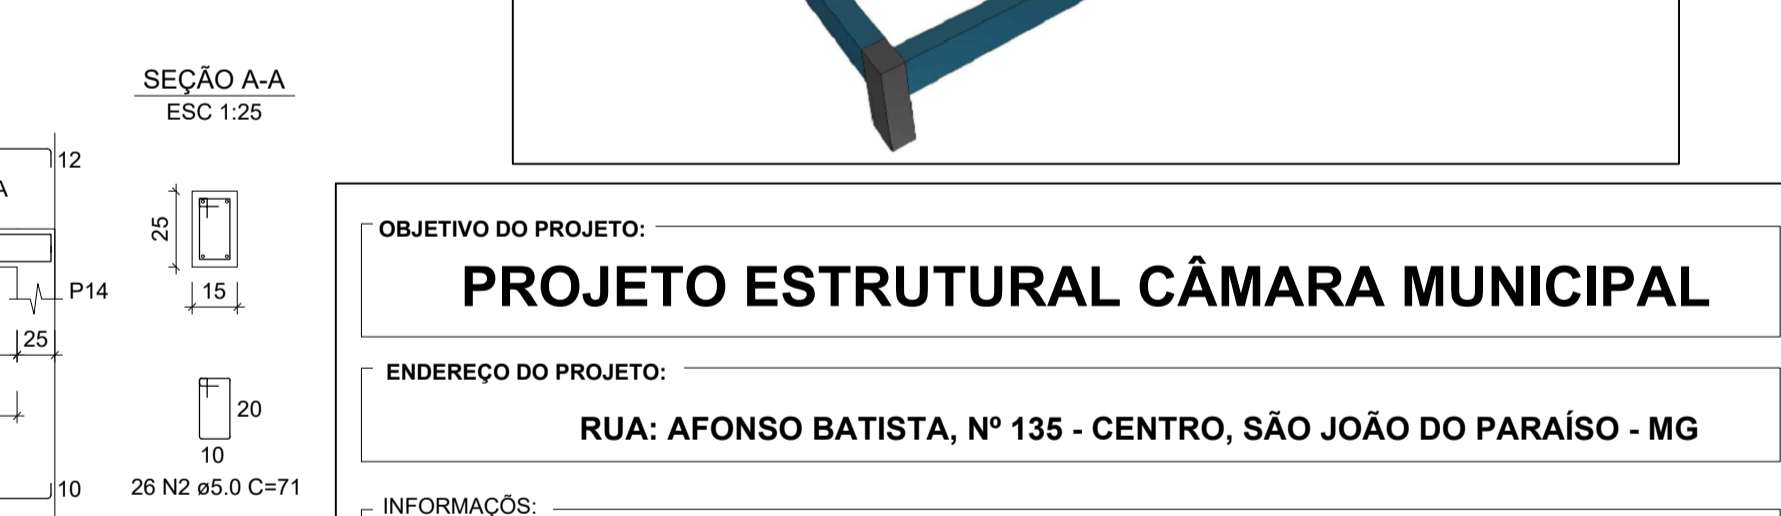 SEÇÃO A-A
ESC 1:25
12
A
25
15
P14
25
20
10
26 N2 ø5.0 C=71
10
OBJETIVO DO PROJETO:
PROJETO ESTRUTURAL CÂMARA MUNICIPAL
ENDEREÇO DO PROJETO:
RUA: AFONSO BATISTA, Nº 135 - CENTRO, SÃO JOÃO DO PARAÍSO - MG
INFORMAÇÕS: